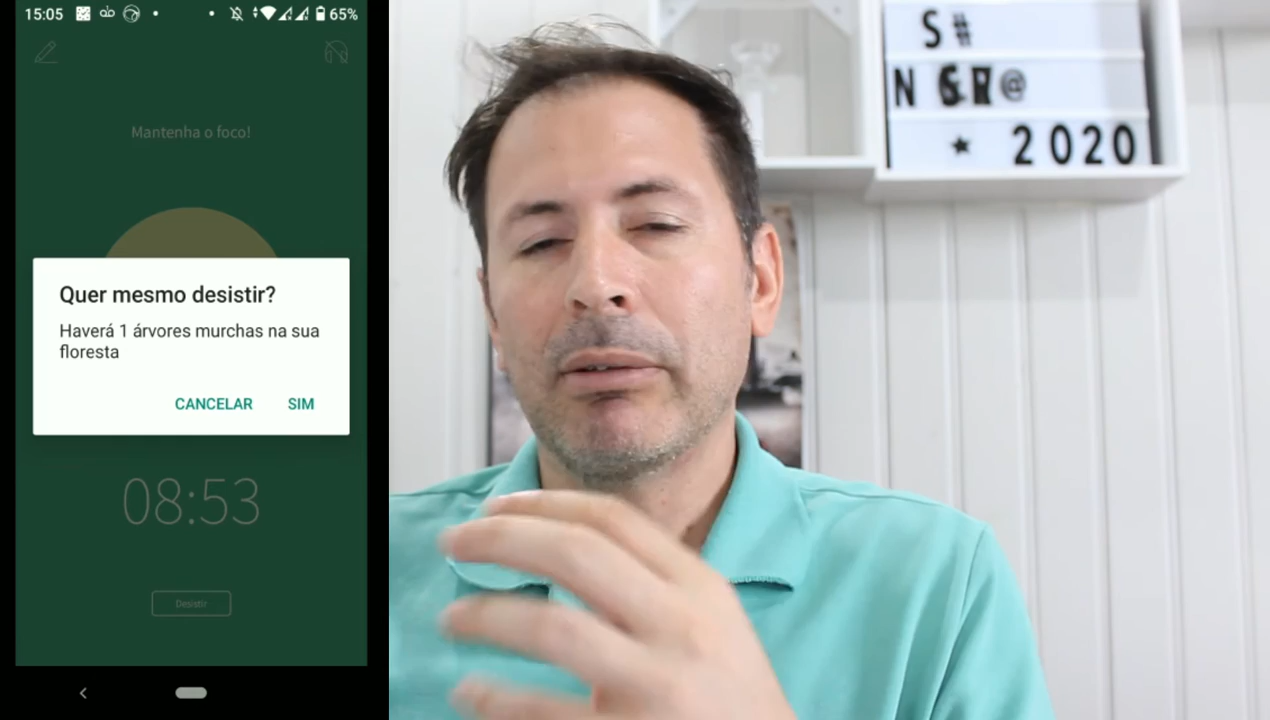 15:05
65%
Mantenha o foco!
Quer mesmo desistir?
Haverá 1 árvores murchas na sua
floresta
CANCELAR
SIM
08:53
Desistir
S#
N
@
★ 2020